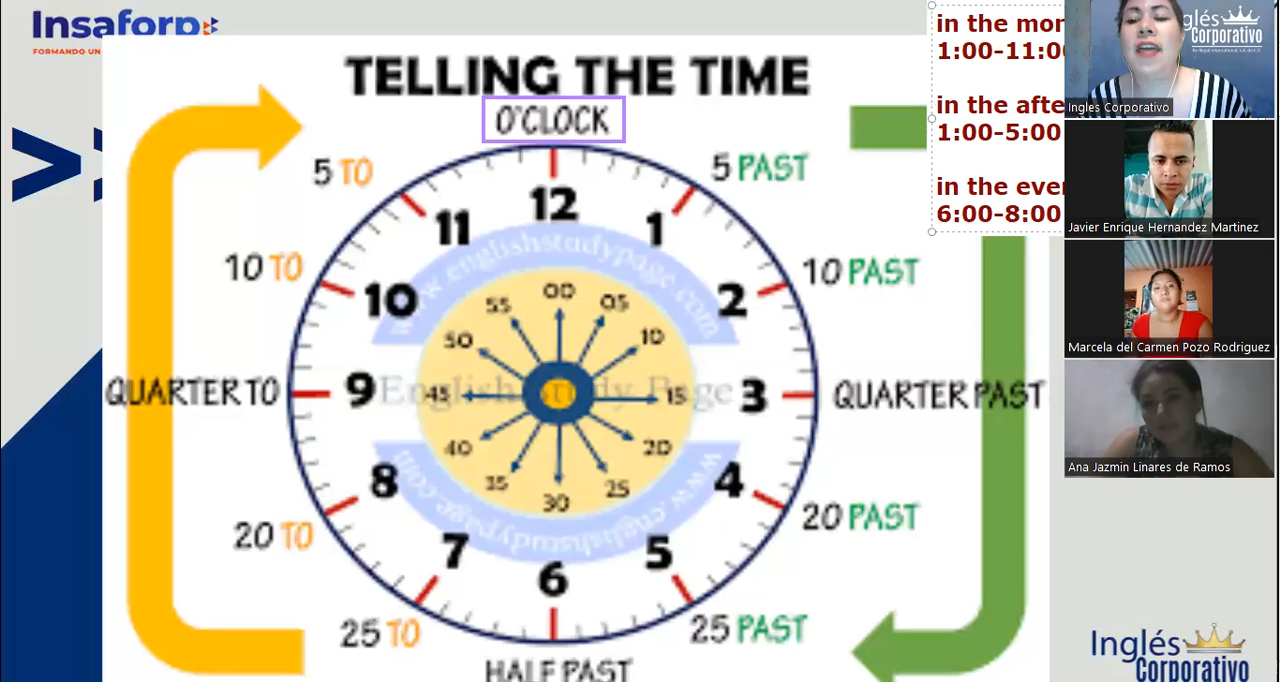 Insaforp
FORMANDO UN
TELLING THE TIME
O'CLOCK
5 TO
5 PAST
10 TO
10 PAST
QUARTER TO
QUARTER PAST
20 TO
20 PAST
25 TO
25 PAST
HALF PAST
12
1
2
3
4
5
6
7
8
9
10
11
00
05
10
15
20
25
30
35
40
45
50
55
www.englishstudypage.com
English Study Page
www.englishstudypage.com
in the mor
1:00-11:00
in the afte
1:00-5:00
in the ever
6:00-8:00
glés
Corporativo
Ingles Corporativo
Javier Enrique Hernandez Martinez
Marcela del Carmen Pozo Rodriguez
Ana Jazmin Linares de Ramos
Inglés
Corporativo